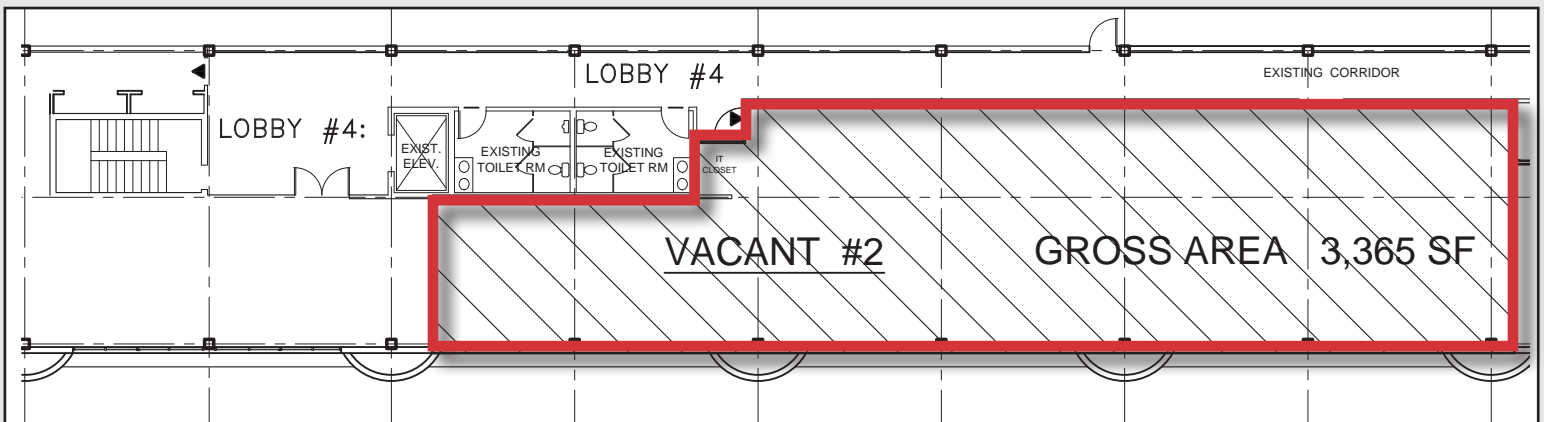 LOBBY #4
EXISTING CORRIDOR
LOBBY #4:
EXIST.
ELEV.
EXISTING
TOILET RM
EXISTING
TOILET RM
IT
CLOSET
VACANT #2
GROSS AREA 3,365 SF